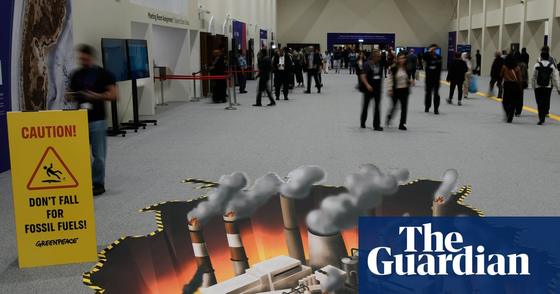 CAUTION!
DON'T FALL
FOR
FOSSIL FUELS!
GREENPEACE
The
Guardian